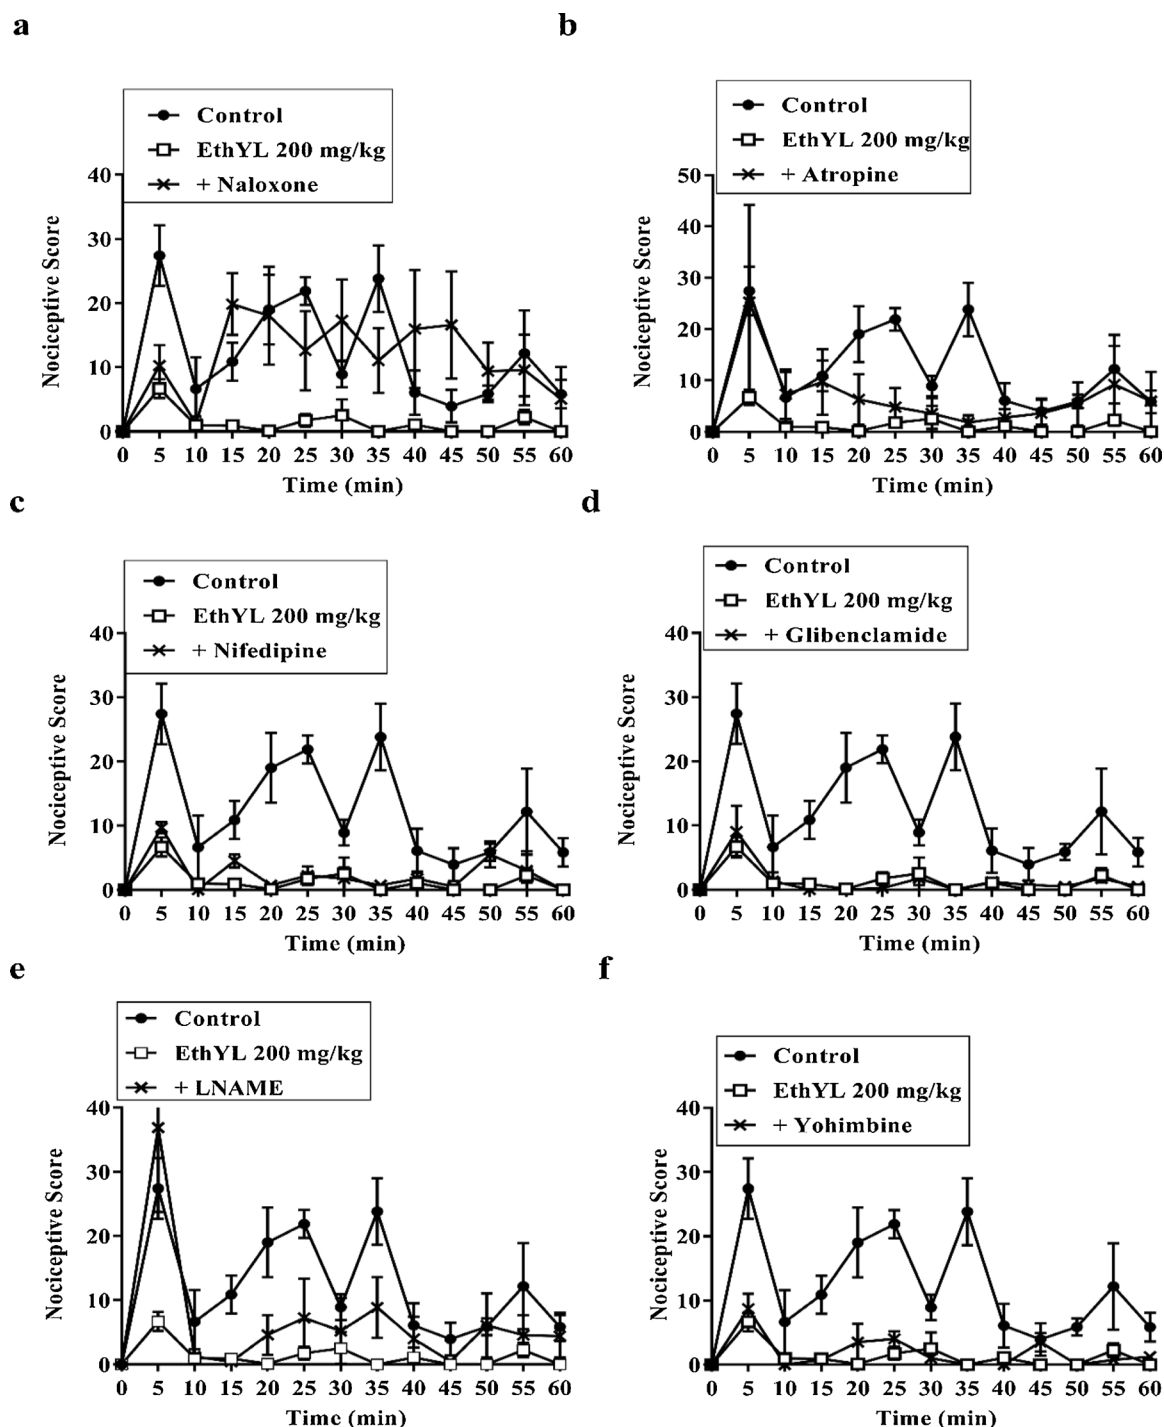 a
Control
EthYL 200 mg/kg
+ Naloxone
Nociceptive Score
40
30
20
10
0
0 5 10 15 20 25 30 35 40 45 50 55 60
Time (min)
b
Control
EthYL 200 mg/kg
+ Atropine
Nociceptive Score
50
40
30
20
10
0
0 5 10 15 20 25 30 35 40 45 50 55 60
Time (min)
c
Control
EthYL 200 mg/kg
+ Nifedipine
Nociceptive Score
40
30
20
10
0
0 5 10 15 20 25 30 35 40 45 50 55 60
Time (min)
d
Control
EthYL 200 mg/kg
+ Glibenclamide
Nociceptive Score
40
30
20
10
0
0 5 10 15 20 25 30 35 40 45 50 55 60
Time (min)
e
Control
EthYL 200 mg/kg
+ LNAME
Nociceptive Score
40
30
20
10
0
0 5 10 15 20 25 30 35 40 45 50 55 60
Time (min)
f
Control
EthYL 200 mg/kg
+ Yohimbine
Nociceptive Score
40
30
20
10
0
0 5 10 15 20 25 30 35 40 45 50 55 60
Time (min)